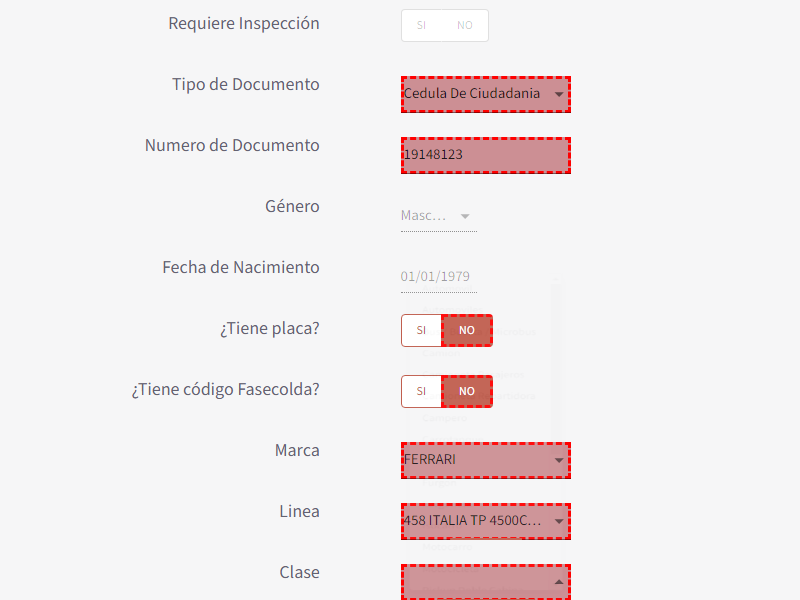 Requiere Inspección SI NO
Tipo de Documento Cedula De Ciudadania
Numero de Documento 19148123
Género Masc...
Fecha de Nacimiento 01/01/1979
¿Tiene placa? SI NO
¿Tiene código Fasecolda? SI NO
Marca FERRARI
Linea 458 ITALIA TP 4500C...
Clase